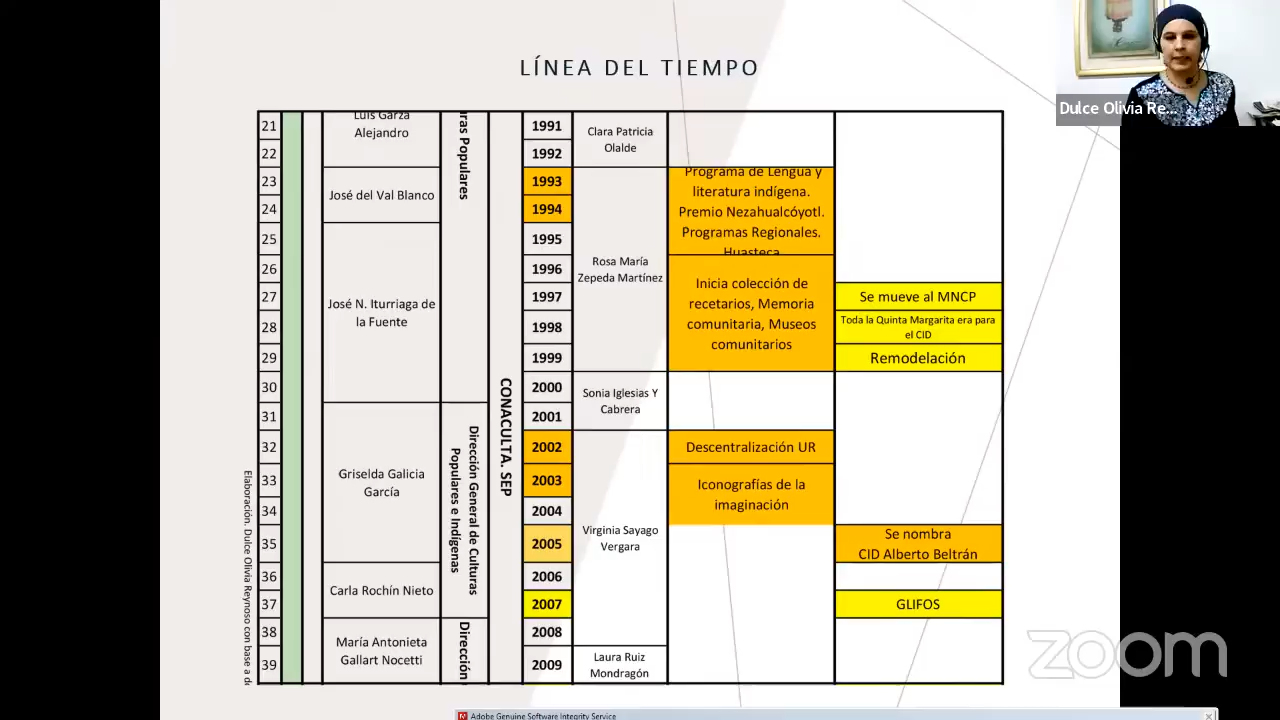 LÍNEA DEL TIEMPO
Dulce Olivia Re...
21
22
23
24
25
26
27
28
29
30
31
32
33
34
35
36
37
38
39
Luis Garza
Alejandro
José del Val Blanco
José N. Iturriaga de
la Fuente
Griselda Galicia
García
Carla Rochín Nieto
María Antonieta
Gallart Nocetti
ras Populares
Dirección General de Culturas
Populares e Indígenas
Dirección
CONACULTA. SEP
1991
1992
1993
1994
1995
1996
1997
1998
1999
2000
2001
2002
2003
2004
2005
2006
2007
2008
2009
Clara Patricia
Olalde
Rosa María
Zepeda Martínez
Sonia Iglesias Y
Cabrera
Virginia Sayago
Vergara
Laura Ruiz
Mondragón
Programa de Lengua y
literatura indígena.
Premio Nezahualcóyotl.
Programas Regionales.
Huasteca
Inicia colección de
recetarios, Memoria
comunitaria, Museos
comunitarios
Descentralización UR
Iconografías de la
imaginación
Se mueve al MNCP
Toda la Quinta Margarita era para
el CID
Remodelación
Se nombra
CID Alberto Beltrán
GLIFOS
Elaboración. Dulce Olivia Reynoso con base a
zoom
Adobe Genuine Software Integrity Service